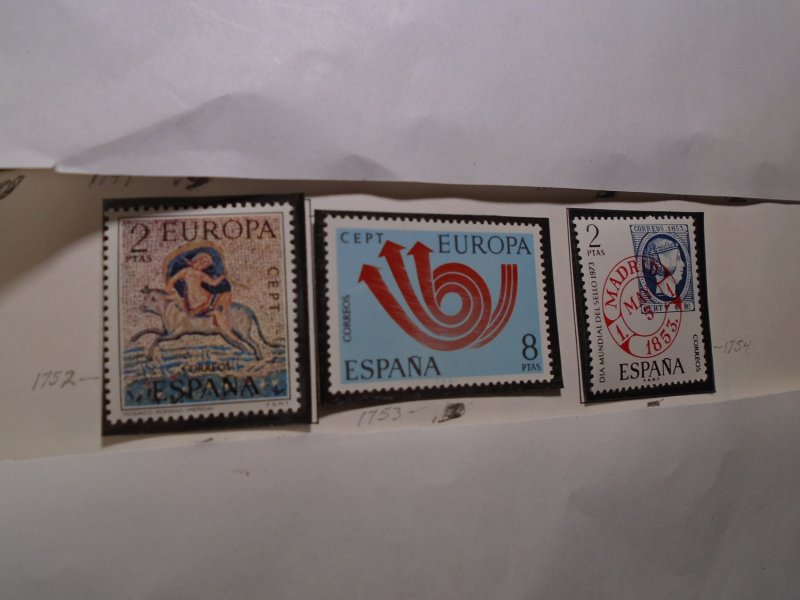 2
PTAS
EUROPA
CEPT
CORREOS
ESPAÑA
1752-
CEPT
EUROPA
CORREOS
8
PTAS
ESPAÑA
1753-
2
PTAS
DIA MUNDIAL DEL SELLO 1973
CORREOS 1853.
MADRID
1.
1853.
CORREOS
ESPAÑA
-1754